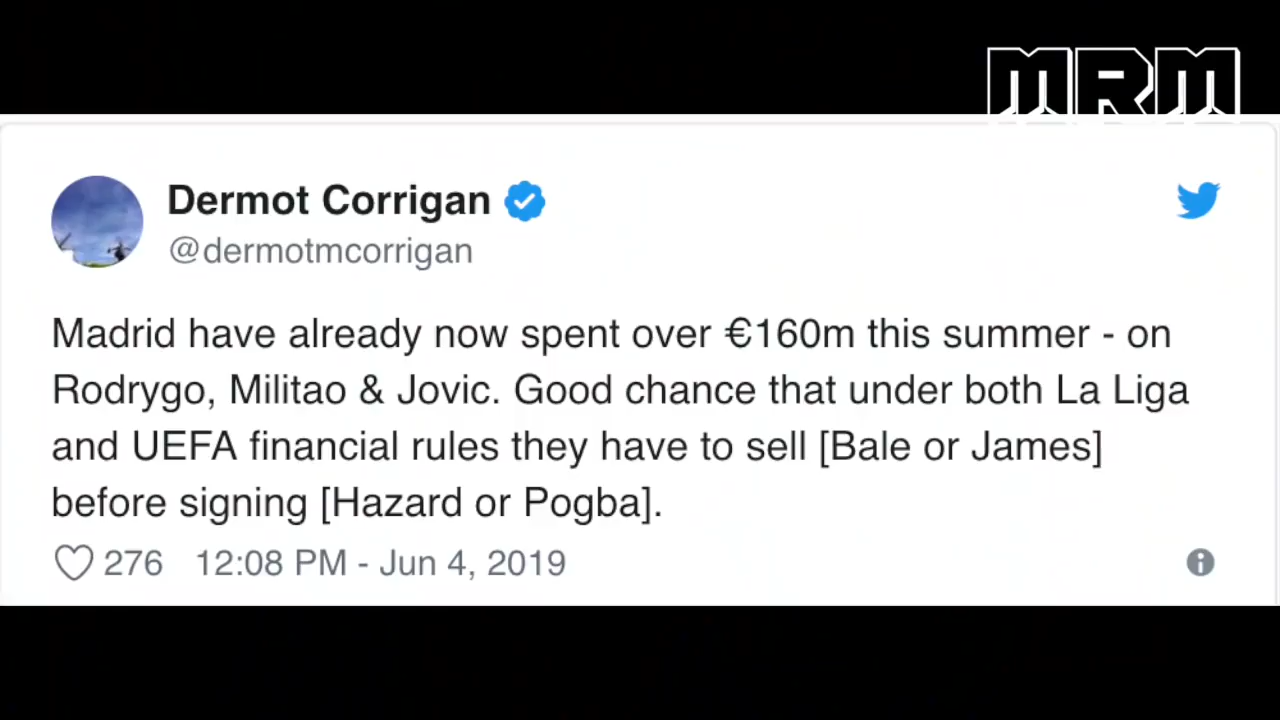 MRM
Dermot Corrigan
@dermotmcorrigan
Madrid have already now spent over €160m this summer - on
Rodrygo, Militao & Jovic. Good chance that under both La Liga
and UEFA financial rules they have to sell [Bale or James]
before signing [Hazard or Pogba].
276 12:08 PM - Jun 4, 2019